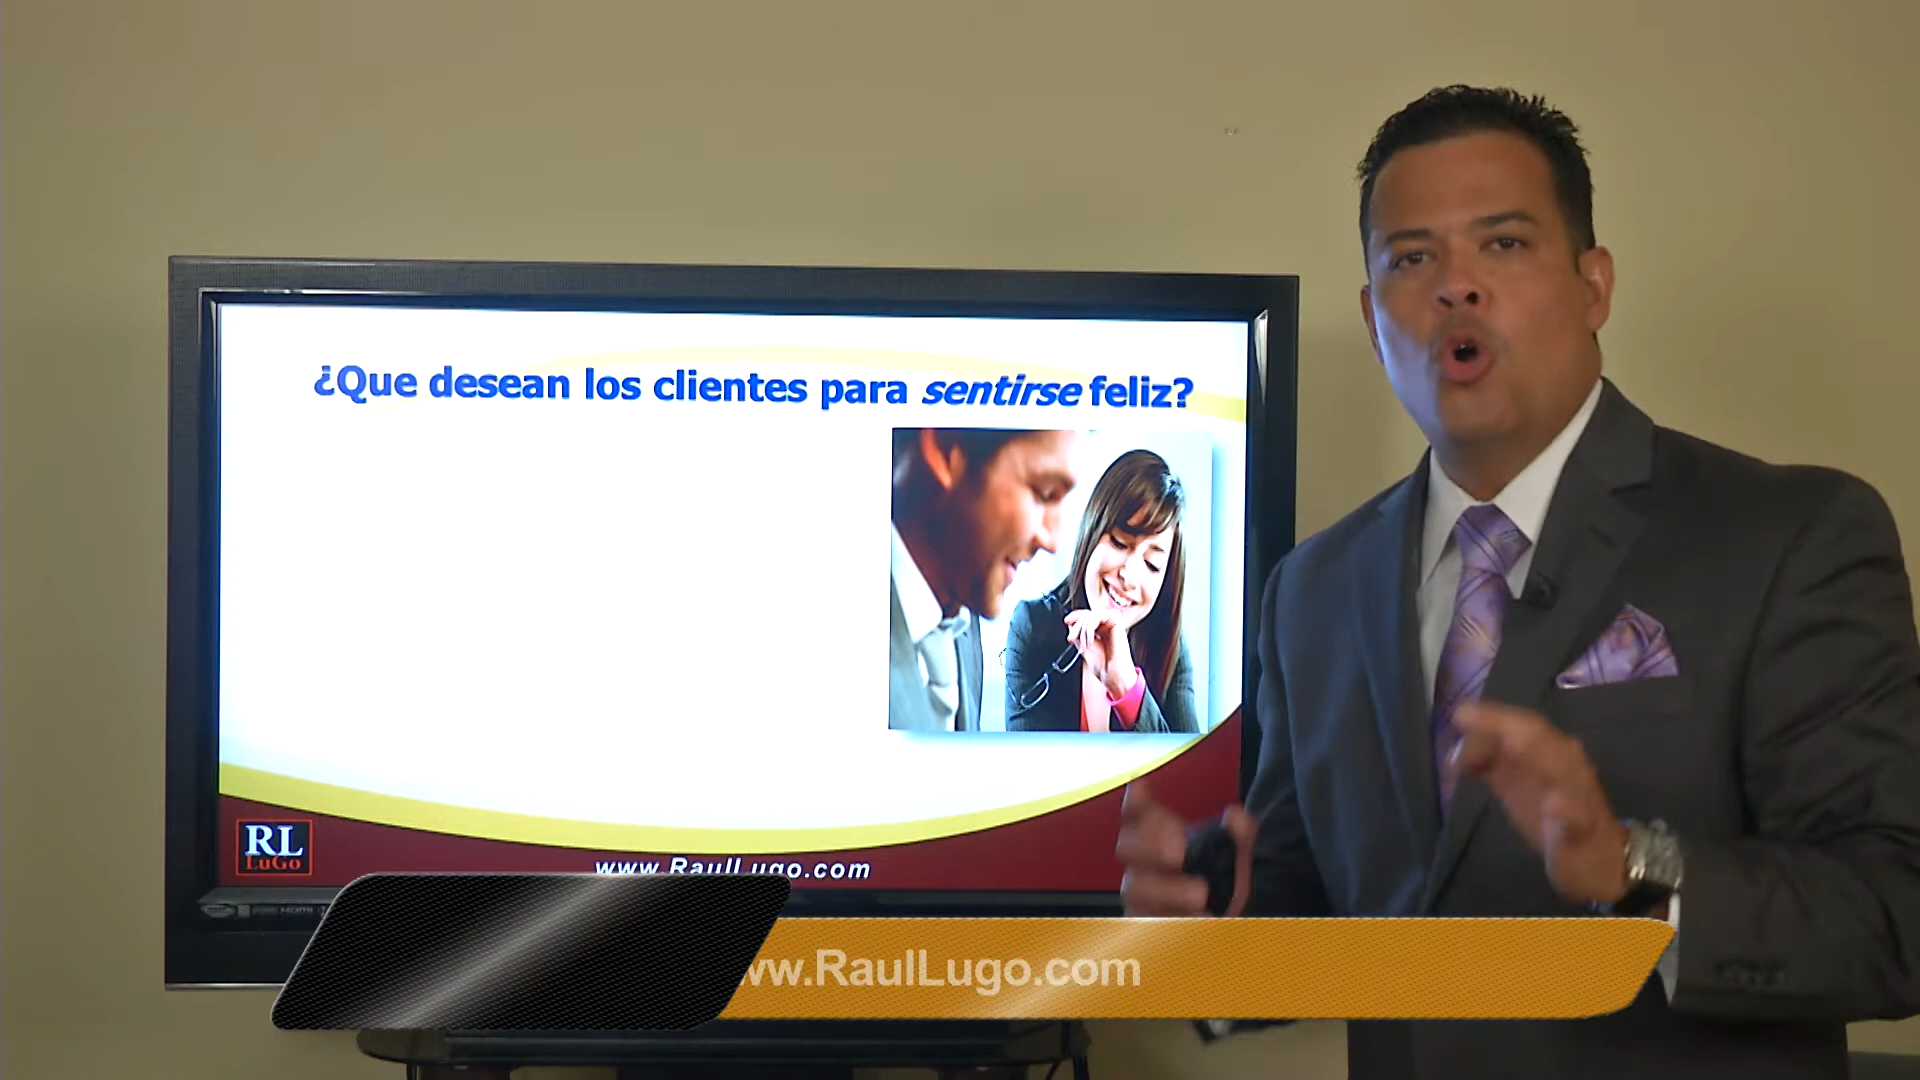 ¿Que desean los clientes para sentirse feliz?
RL
LuGo
www.RaulLugo.com
ww.RaulLugo.com